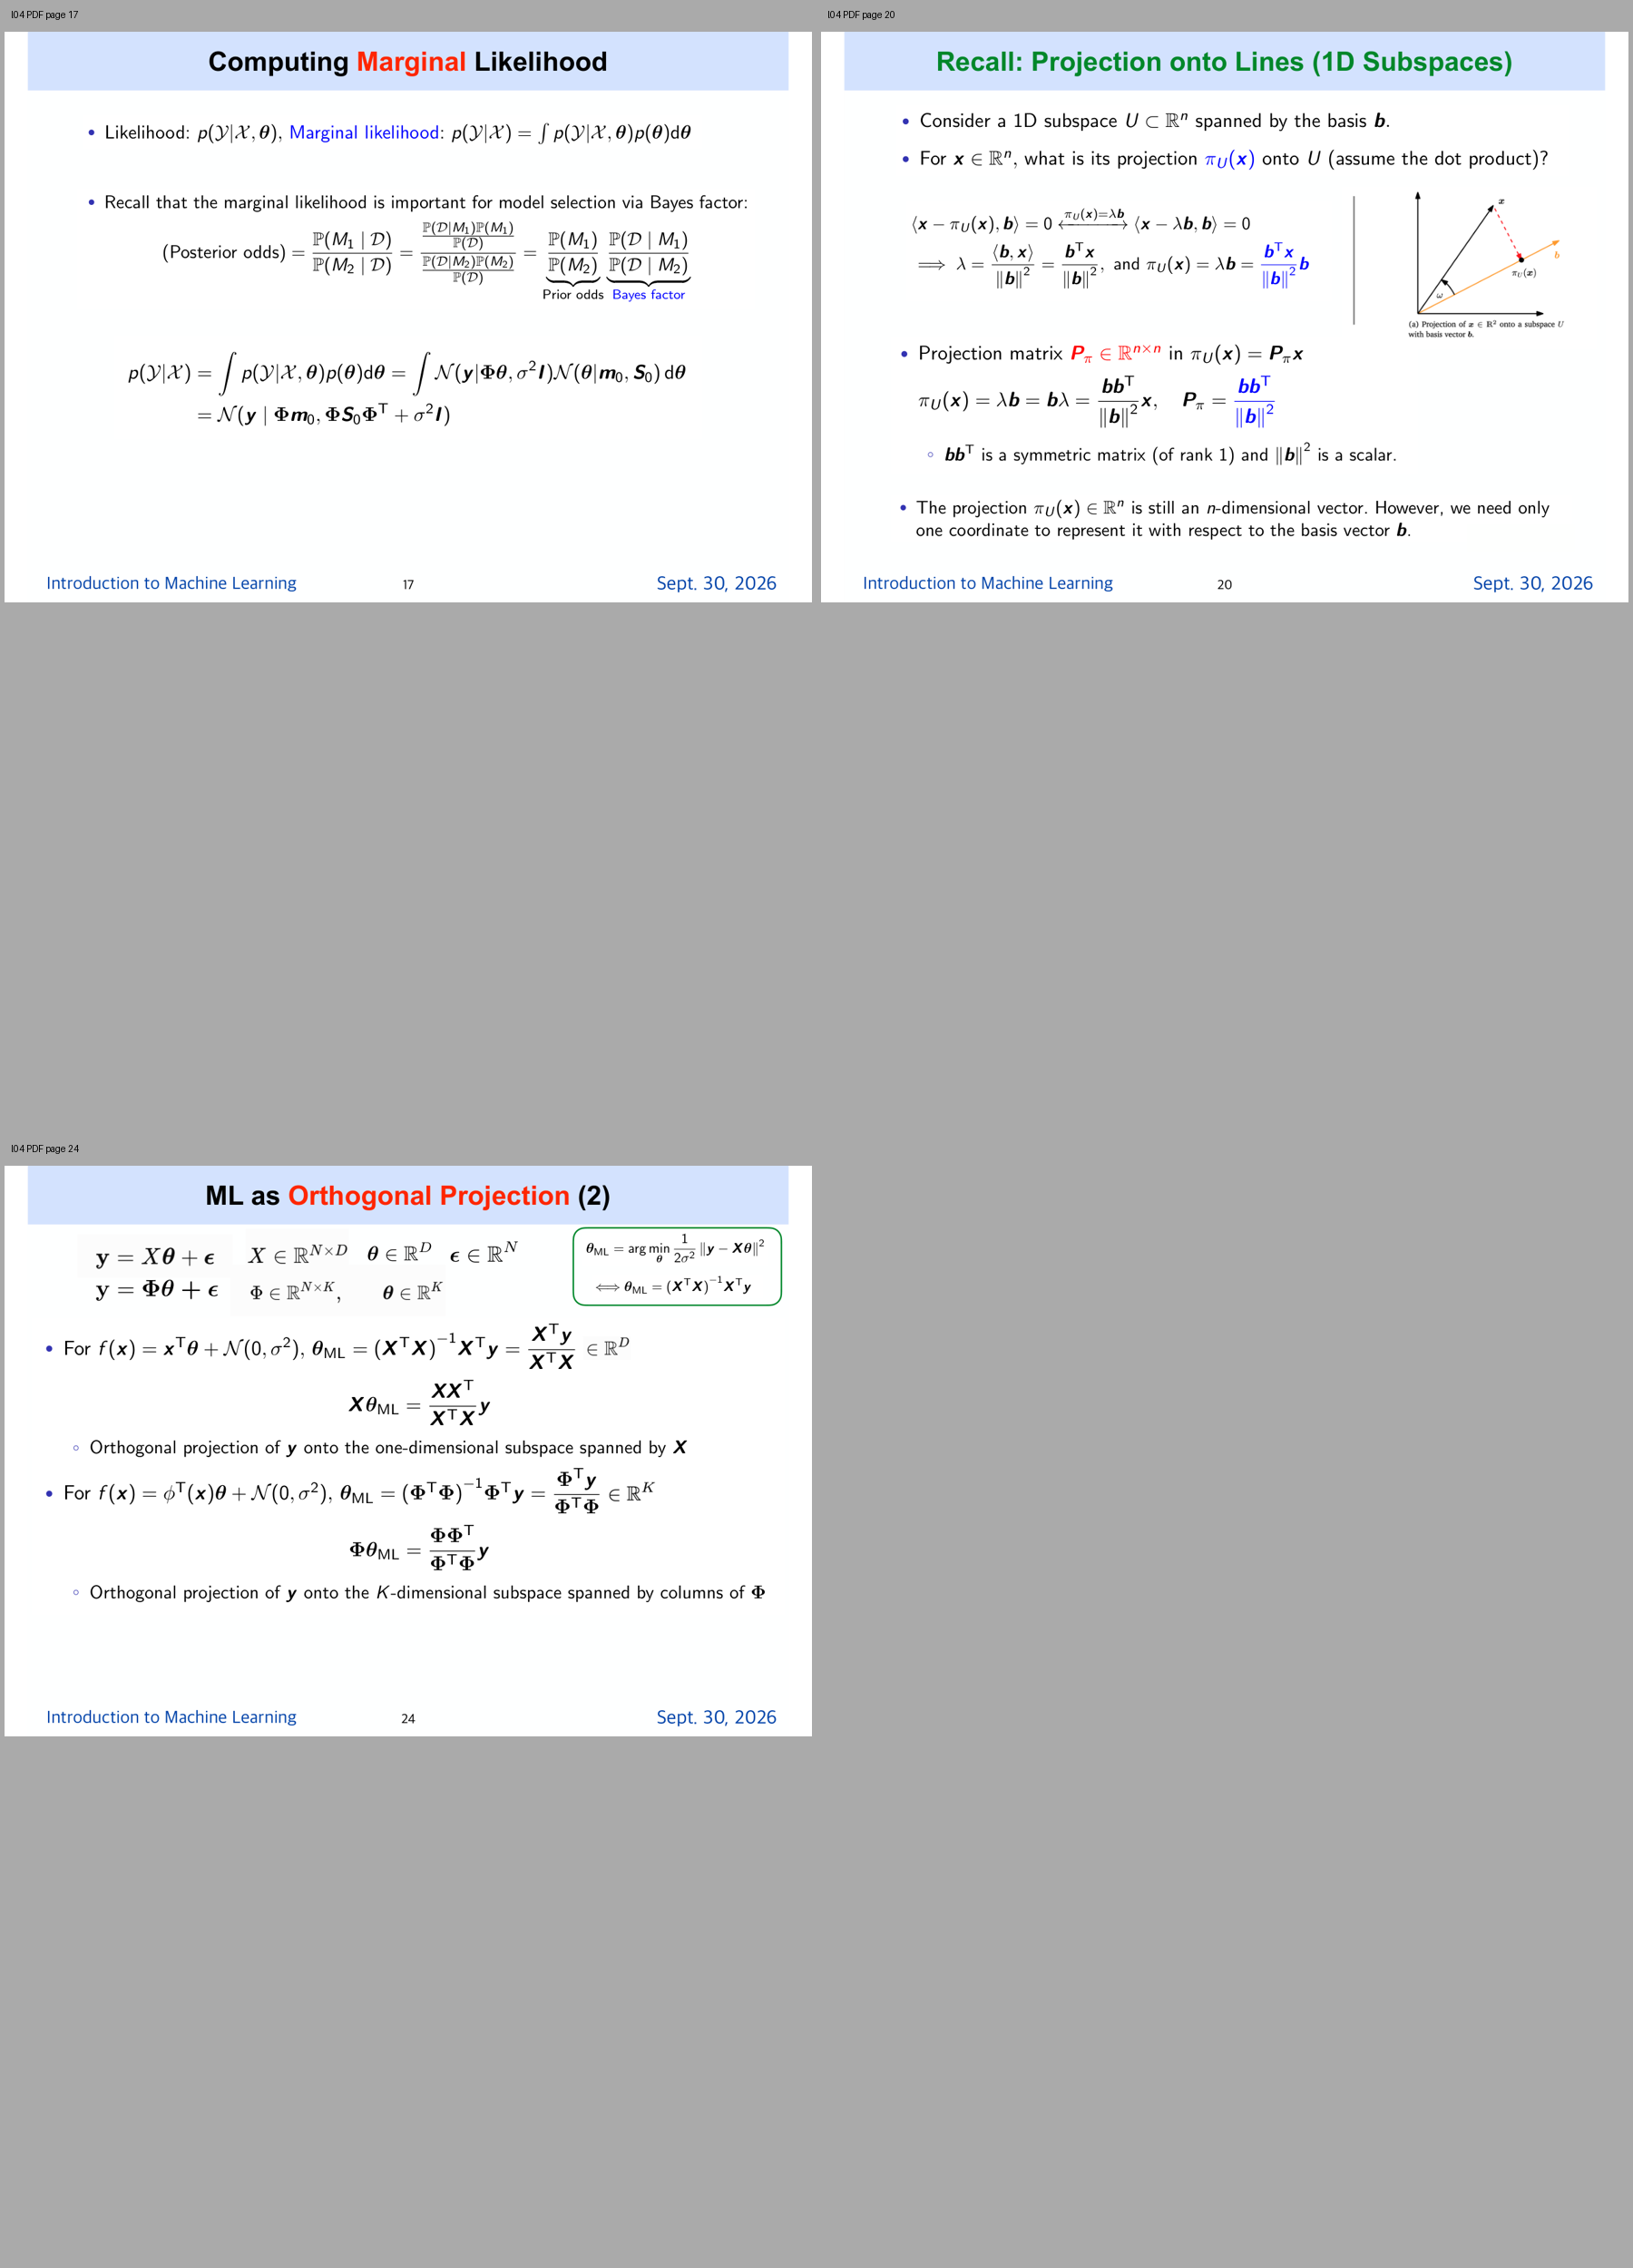 l04 PDF page 17
Computing Marginal Likelihood
• Likelihood: p(𝒴|𝒳, θ), Marginal likelihood: p(𝒴|𝒳) = ∫ p(𝒴|𝒳, θ)p(θ)dθ
• Recall that the marginal likelihood is important for model selection via Bayes factor:
(Posterior odds) = ℙ(M₁ | 𝒟) / ℙ(M₂ | 𝒟) = (ℙ(𝒟|M₁)ℙ(M₁) / ℙ(𝒟)) / (ℙ(𝒟|M₂)ℙ(M₂) / ℙ(𝒟)) = ℙ(M₁) / ℙ(M₂) ℙ(𝒟 | M₁) / ℙ(𝒟 | M₂)
Prior odds Bayes factor
p(𝒴|𝒳) = ∫ p(𝒴|𝒳, θ)p(θ)dθ = ∫ 𝒩(y|Φθ, σ²I)𝒩(θ|m₀, S₀) dθ
= 𝒩(y | Φm₀, ΦS₀Φᵀ + σ²I)
Introduction to Machine Learning 17 Sept. 30, 2026
l04 PDF page 20
Recall: Projection onto Lines (1D Subspaces)
• Consider a 1D subspace U ⊂ ℝⁿ spanned by the basis b.
• For x ∈ ℝⁿ, what is its projection π_U(x) onto U (assume the dot product)?
⟨x − π_U(x), b⟩ = 0 ⟷ π_U(x)=λb ⟨x − λb, b⟩ = 0
⟹ λ = ⟨b, x⟩ / ‖b‖² = bᵀx / ‖b‖², and π_U(x) = λb = bᵀx / ‖b‖² b
x
b
π_U(x)
ω
(a) Projection of x ∈ ℝ² onto a subspace U
with basis vector b.
• Projection matrix P_π ∈ ℝⁿˣⁿ in π_U(x) = P_π x
π_U(x) = λb = bλ = bbᵀ / ‖b‖² x, P_π = bbᵀ / ‖b‖²
◦ bbᵀ is a symmetric matrix (of rank 1) and ‖b‖² is a scalar.
• The projection π_U(x) ∈ ℝⁿ is still an n-dimensional vector. However, we need only
one coordinate to represent it with respect to the basis vector b.
Introduction to Machine Learning 20 Sept. 30, 2026
l04 PDF page 24
ML as Orthogonal Projection (2)
y = Xθ + ϵ X ∈ ℝ^{N×D} θ ∈ ℝ^D ϵ ∈ ℝ^N
y = Φθ + ϵ Φ ∈ ℝ^{N×K}, θ ∈ ℝ^K
θ_ML = arg min_θ 1/(2σ²) ‖y − Xθ‖²
⟺ θ_ML = (XᵀX)⁻¹Xᵀy
• For f(x) = xᵀθ + 𝒩(0, σ²), θ_ML = (XᵀX)⁻¹Xᵀy = Xᵀy / XᵀX ∈ ℝ^D
Xθ_ML = XXᵀ / XᵀX y
◦ Orthogonal projection of y onto the one-dimensional subspace spanned by X
• For f(x) = ϕᵀ(x)θ + 𝒩(0, σ²), θ_ML = (ΦᵀΦ)⁻¹Φᵀy = Φᵀy / ΦᵀΦ ∈ ℝ^K
Φθ_ML = ΦΦᵀ / ΦᵀΦ y
◦ Orthogonal projection of y onto the K-dimensional subspace spanned by columns of Φ
Introduction to Machine Learning 24 Sept. 30, 2026